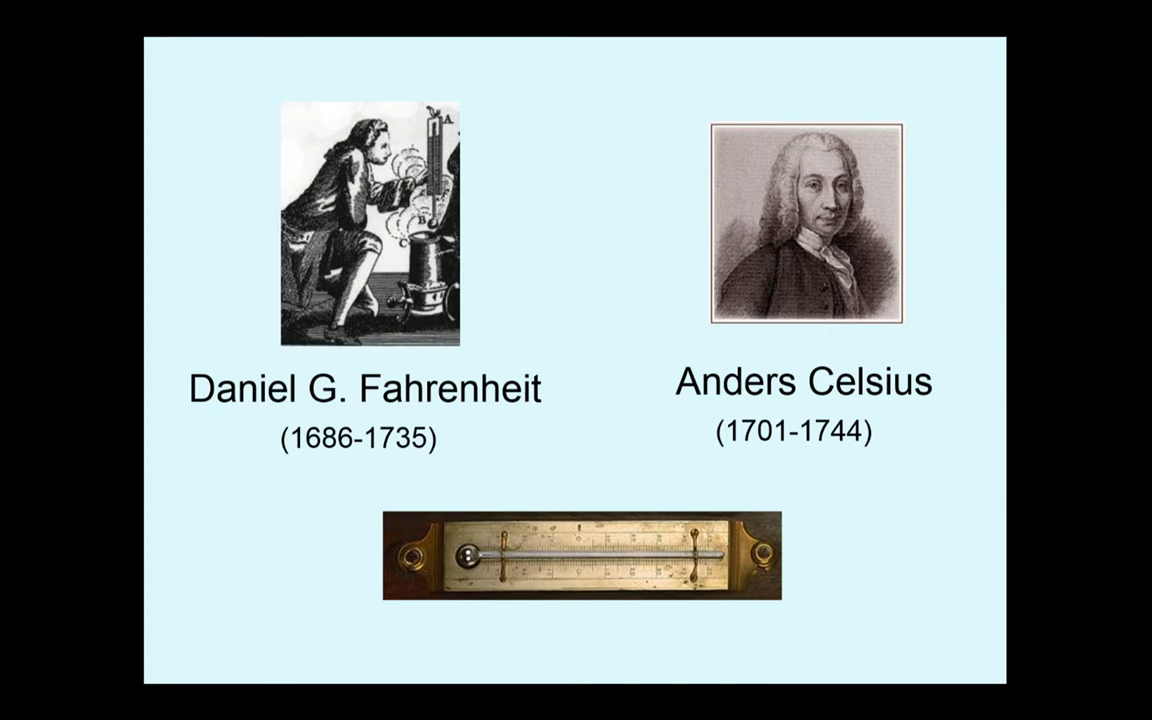 A
B
C
Daniel G. Fahrenheit
(1686-1735)
Anders Celsius
(1701-1744)